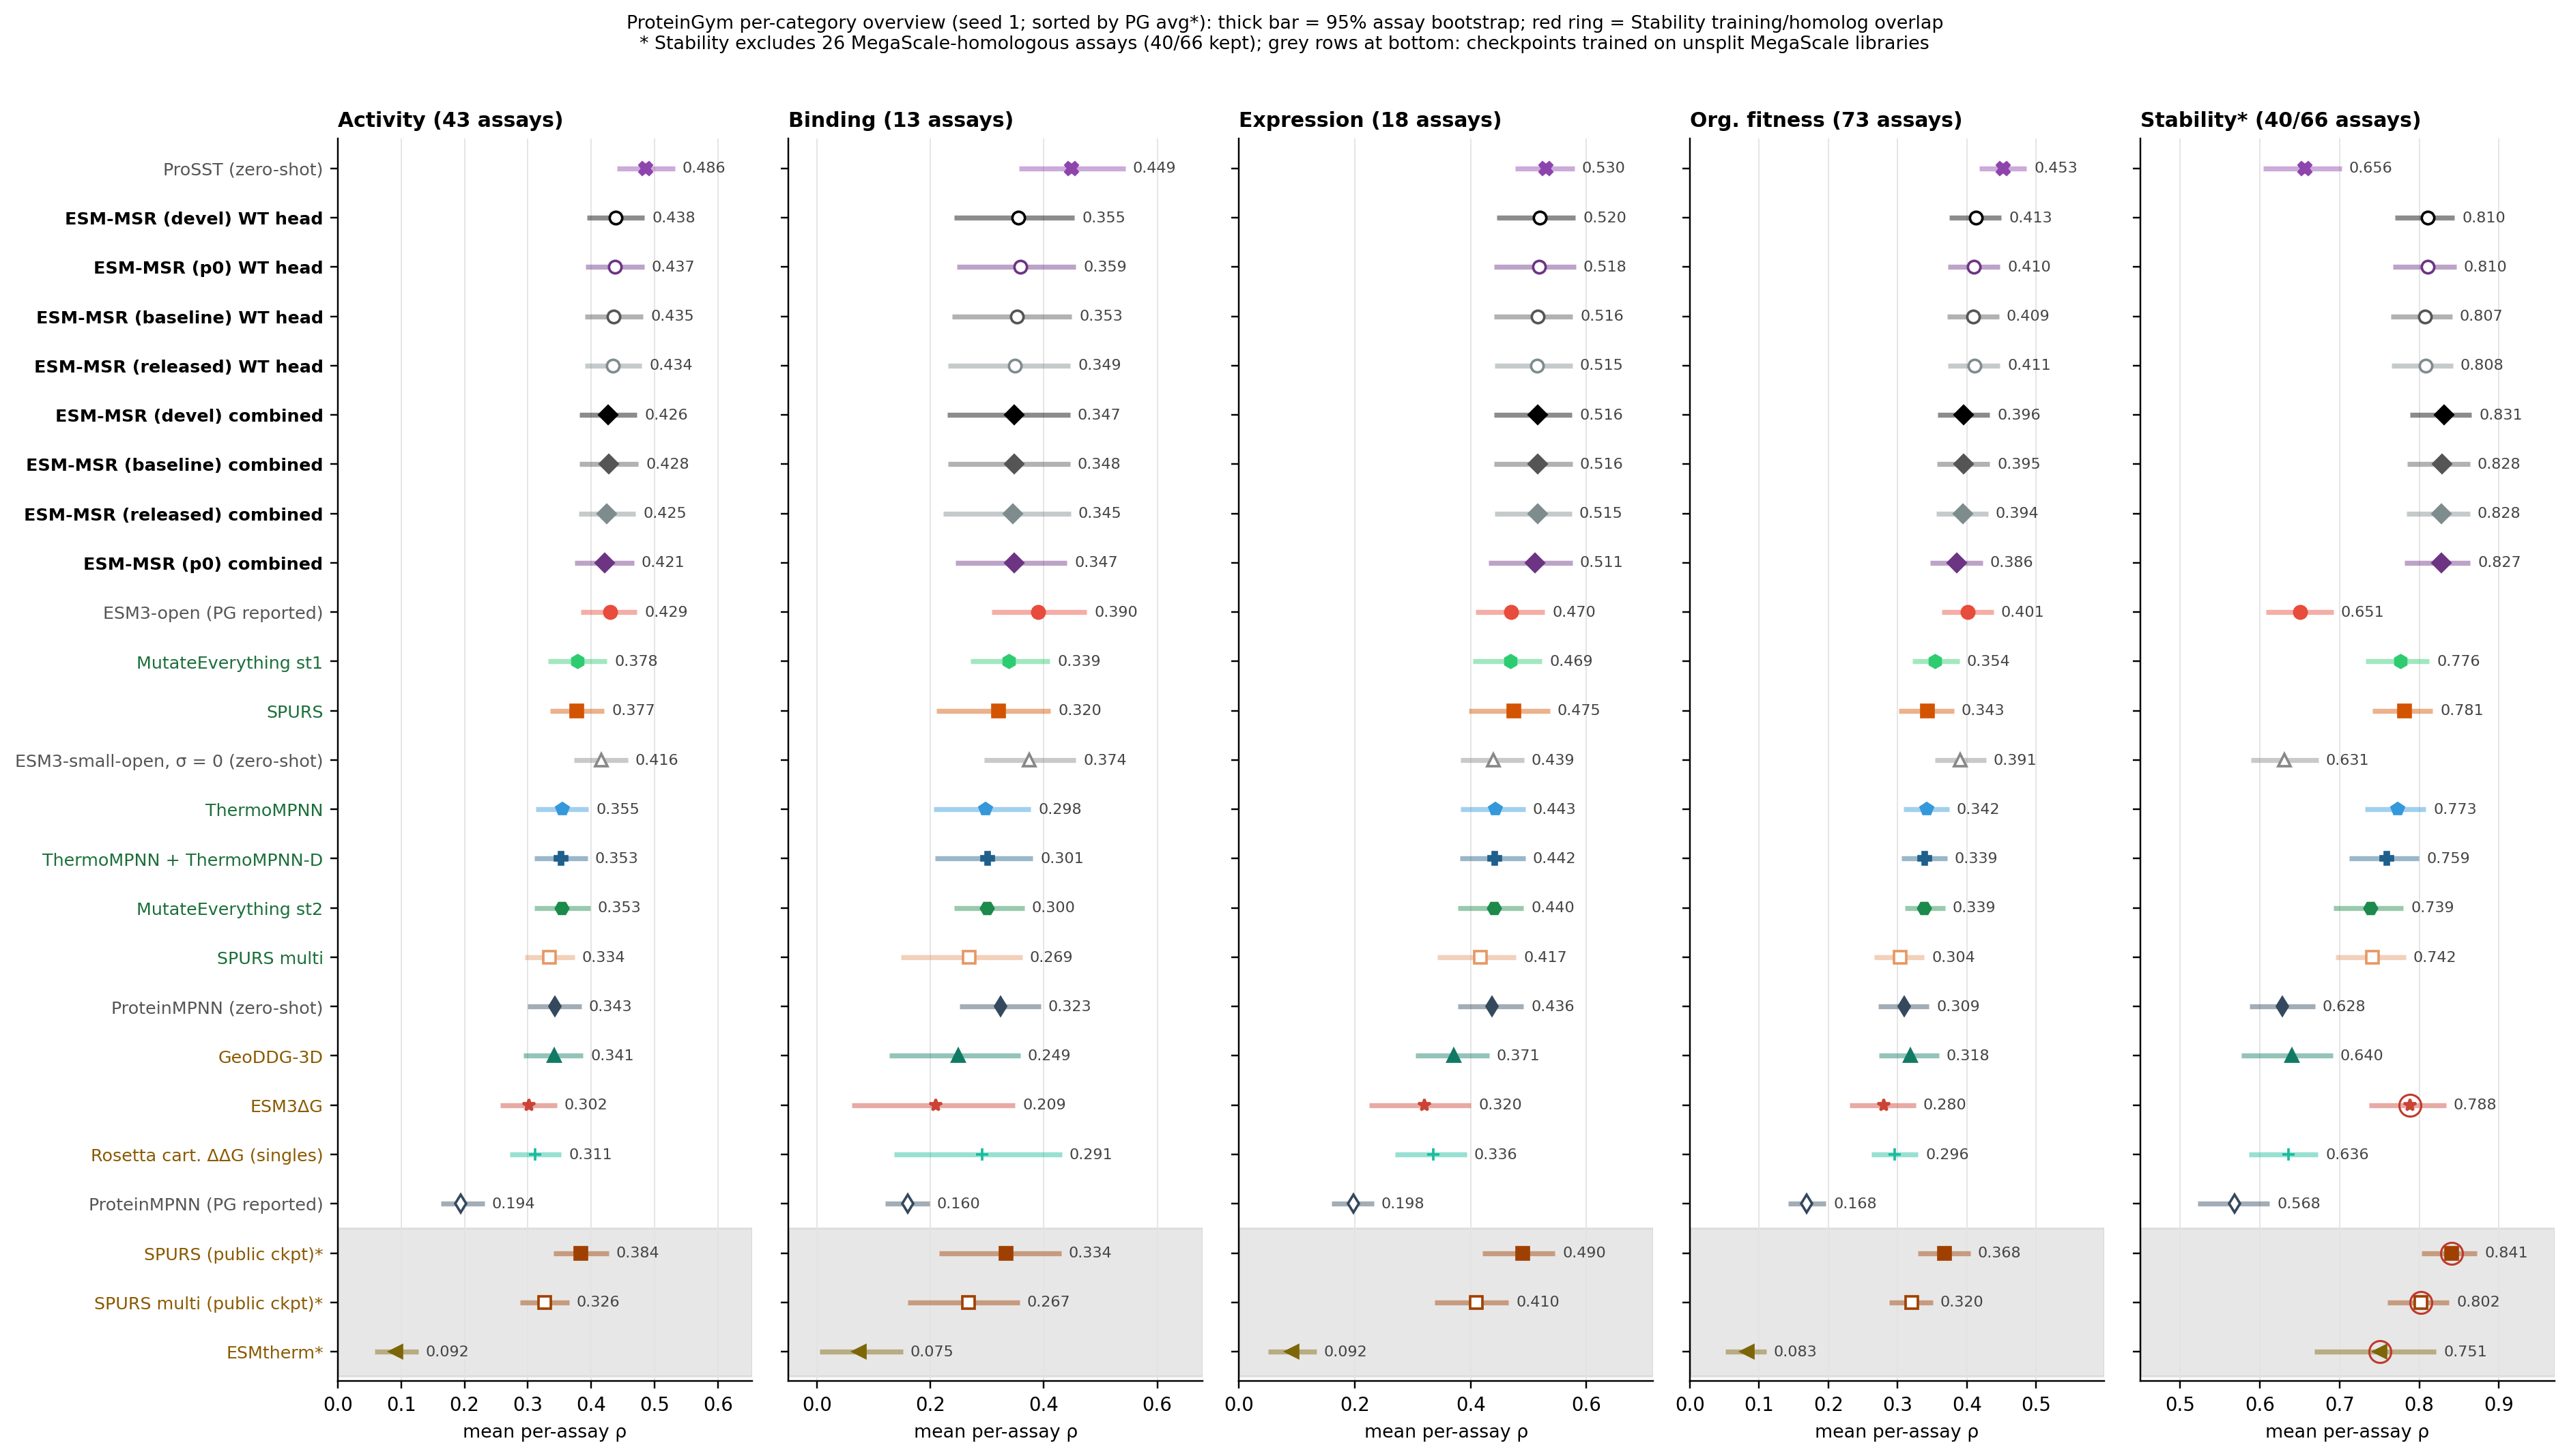 ProteinGym per-category overview (seed 1; sorted by PG avg*): thick bar = 95% assay bootstrap; red ring = Stability training/homolog overlap
* Stability excludes 26 MegaScale-homologous assays (40/66 kept); grey rows at bottom: checkpoints trained on unsplit MegaScale libraries
Activity (43 assays) Binding (13 assays) Expression (18 assays) Org. fitness (73 assays) Stability* (40/66 assays)
ProSST (zero-shot) 0.486 0.449 0.530 0.453 0.656
ESM-MSR (devel) WT head 0.438 0.355 0.520 0.413 0.810
ESM-MSR (p0) WT head 0.437 0.359 0.518 0.410 0.810
ESM-MSR (baseline) WT head 0.435 0.353 0.516 0.409 0.807
ESM-MSR (released) WT head 0.434 0.349 0.515 0.411 0.808
ESM-MSR (devel) combined 0.426 0.347 0.516 0.396 0.831
ESM-MSR (baseline) combined 0.428 0.348 0.516 0.395 0.828
ESM-MSR (released) combined 0.425 0.345 0.515 0.394 0.828
ESM-MSR (p0) combined 0.421 0.347 0.511 0.386 0.827
ESM3-open (PG reported) 0.429 0.390 0.470 0.401 0.651
MutateEverything st1 0.378 0.339 0.469 0.354 0.776
SPURS 0.377 0.320 0.475 0.343 0.781
ESM3-small-open, σ = 0 (zero-shot) 0.416 0.374 0.439 0.391 0.631
ThermoMPNN 0.355 0.298 0.443 0.342 0.773
ThermoMPNN + ThermoMPNN-D 0.353 0.301 0.442 0.339 0.759
MutateEverything st2 0.353 0.300 0.440 0.339 0.739
SPURS multi 0.334 0.269 0.417 0.304 0.742
ProteinMPNN (zero-shot) 0.343 0.323 0.436 0.309 0.628
GeoDDG-3D 0.341 0.249 0.371 0.318 0.640
ESM3ΔG 0.302 0.209 0.320 0.280 0.788
Rosetta cart. ΔΔG (singles) 0.311 0.291 0.336 0.296 0.636
ProteinMPNN (PG reported) 0.194 0.160 0.198 0.168 0.568
SPURS (public ckpt)* 0.384 0.334 0.490 0.368 0.841
SPURS multi (public ckpt)* 0.326 0.267 0.410 0.320 0.802
ESMtherm* 0.092 0.075 0.092 0.083 0.751
0.0 0.1 0.2 0.3 0.4 0.5 0.6 0.0 0.2 0.4 0.6 0.0 0.2 0.4 0.6 0.0 0.1 0.2 0.3 0.4 0.5 0.5 0.6 0.7 0.8 0.9
mean per-assay ρ mean per-assay ρ mean per-assay ρ mean per-assay ρ mean per-assay ρ